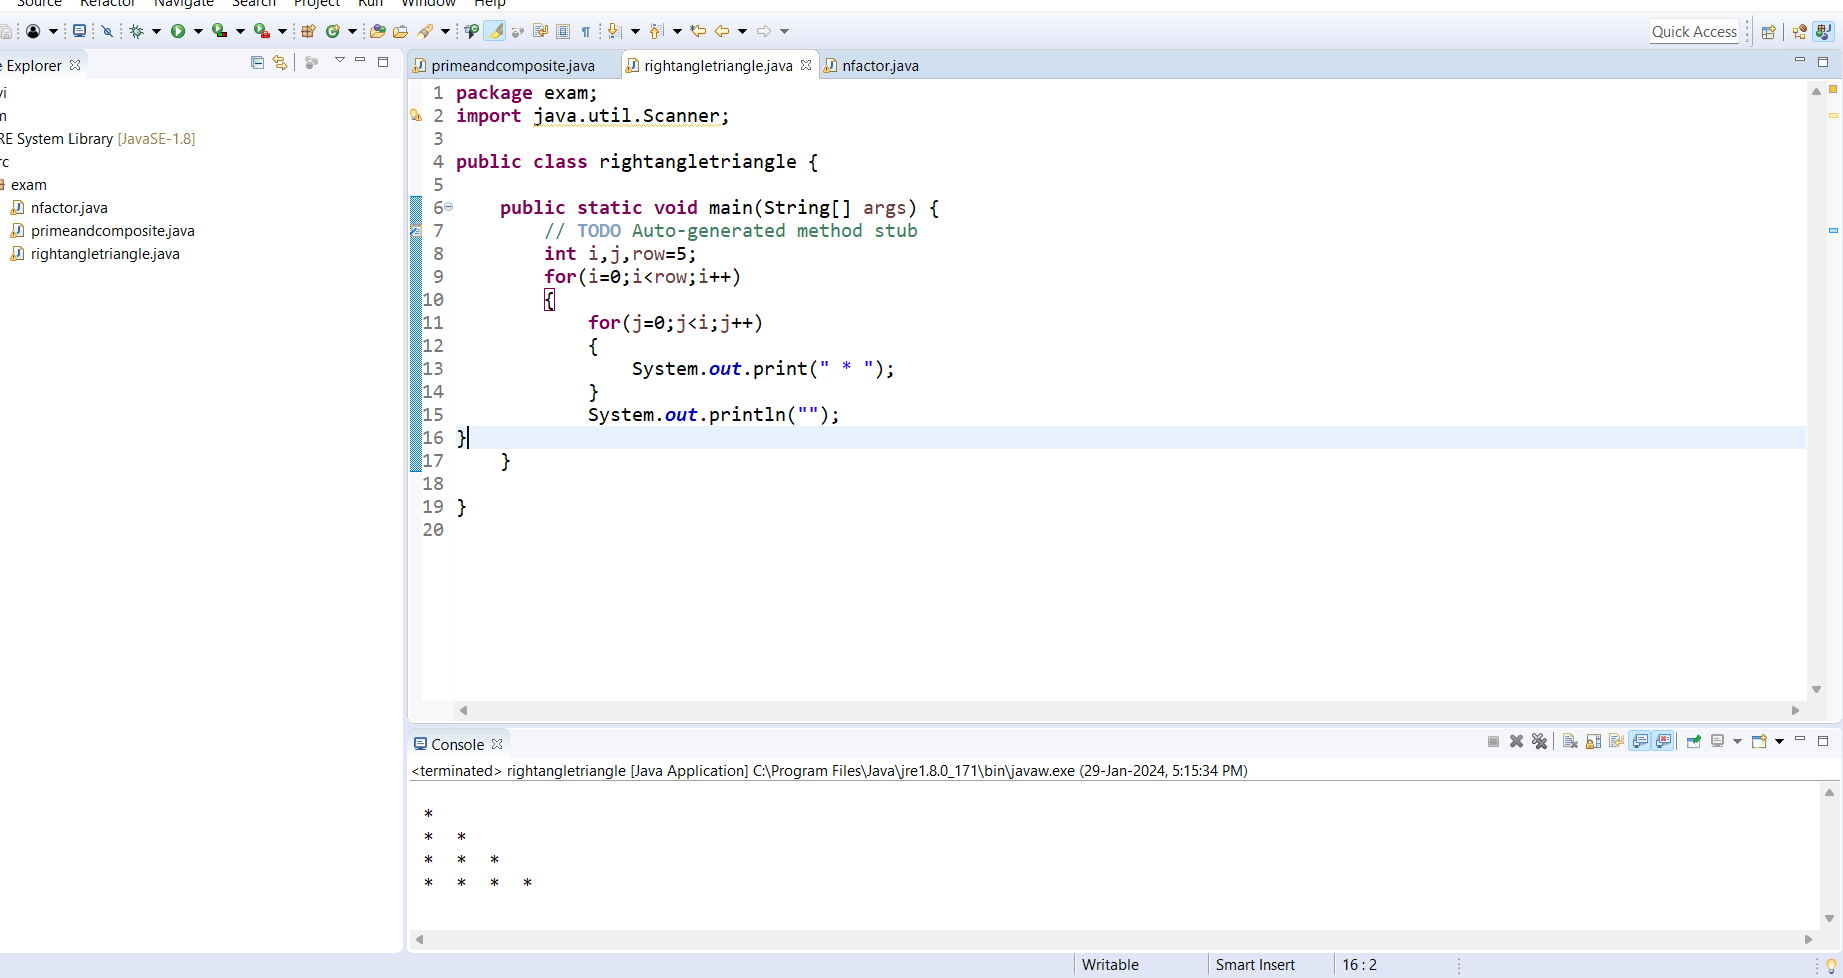 Source Refactor Navigate Search Project Run Window Help
Quick Access
Explorer
primeandcomposite.java rightangletriangle.java nfactor.java
RE System Library [JavaSE-1.8]
exam
nfactor.java
primeandcomposite.java
rightangletriangle.java
1 package exam;
2 import java.util.Scanner;
3
4 public class rightangletriangle {
5
6 public static void main(String[] args) {
7 // TODO Auto-generated method stub
8 int i,j,row=5;
9 for(i=0;i<row;i++)
10 {
11 for(j=0;j<i;j++)
12 {
13 System.out.print(" * ");
14 }
15 System.out.println("");
16 }
17 }
18
19 }
20
Console
<terminated> rightangletriangle [Java Application] C:\Program Files\Java\jre1.8.0_171\bin\javaw.exe (29-Jan-2024, 5:15:34 PM)
*
* *
* * *
* * * *
Writable Smart Insert 16 : 2